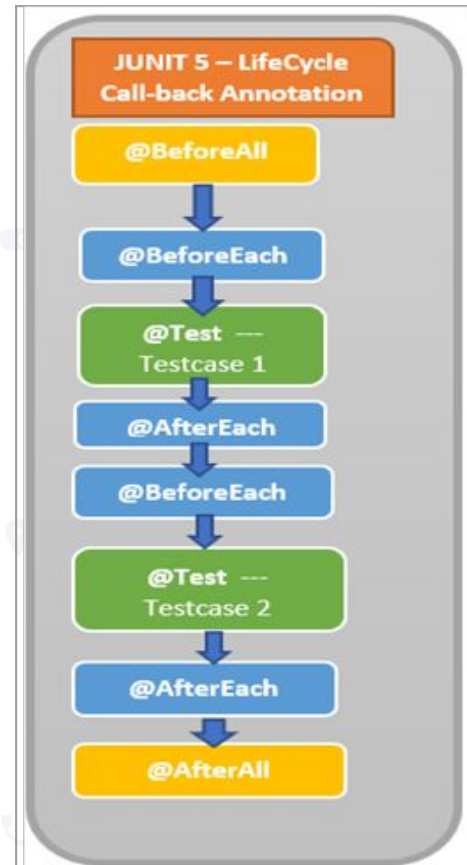 JUNIT 5 – LifeCycle
Call-back Annotation
@BeforeAll
@BeforeEach
@Test ---
Testcase 1
@AfterEach
@BeforeEach
@Test ---
Testcase 2
@AfterEach
@AfterAll